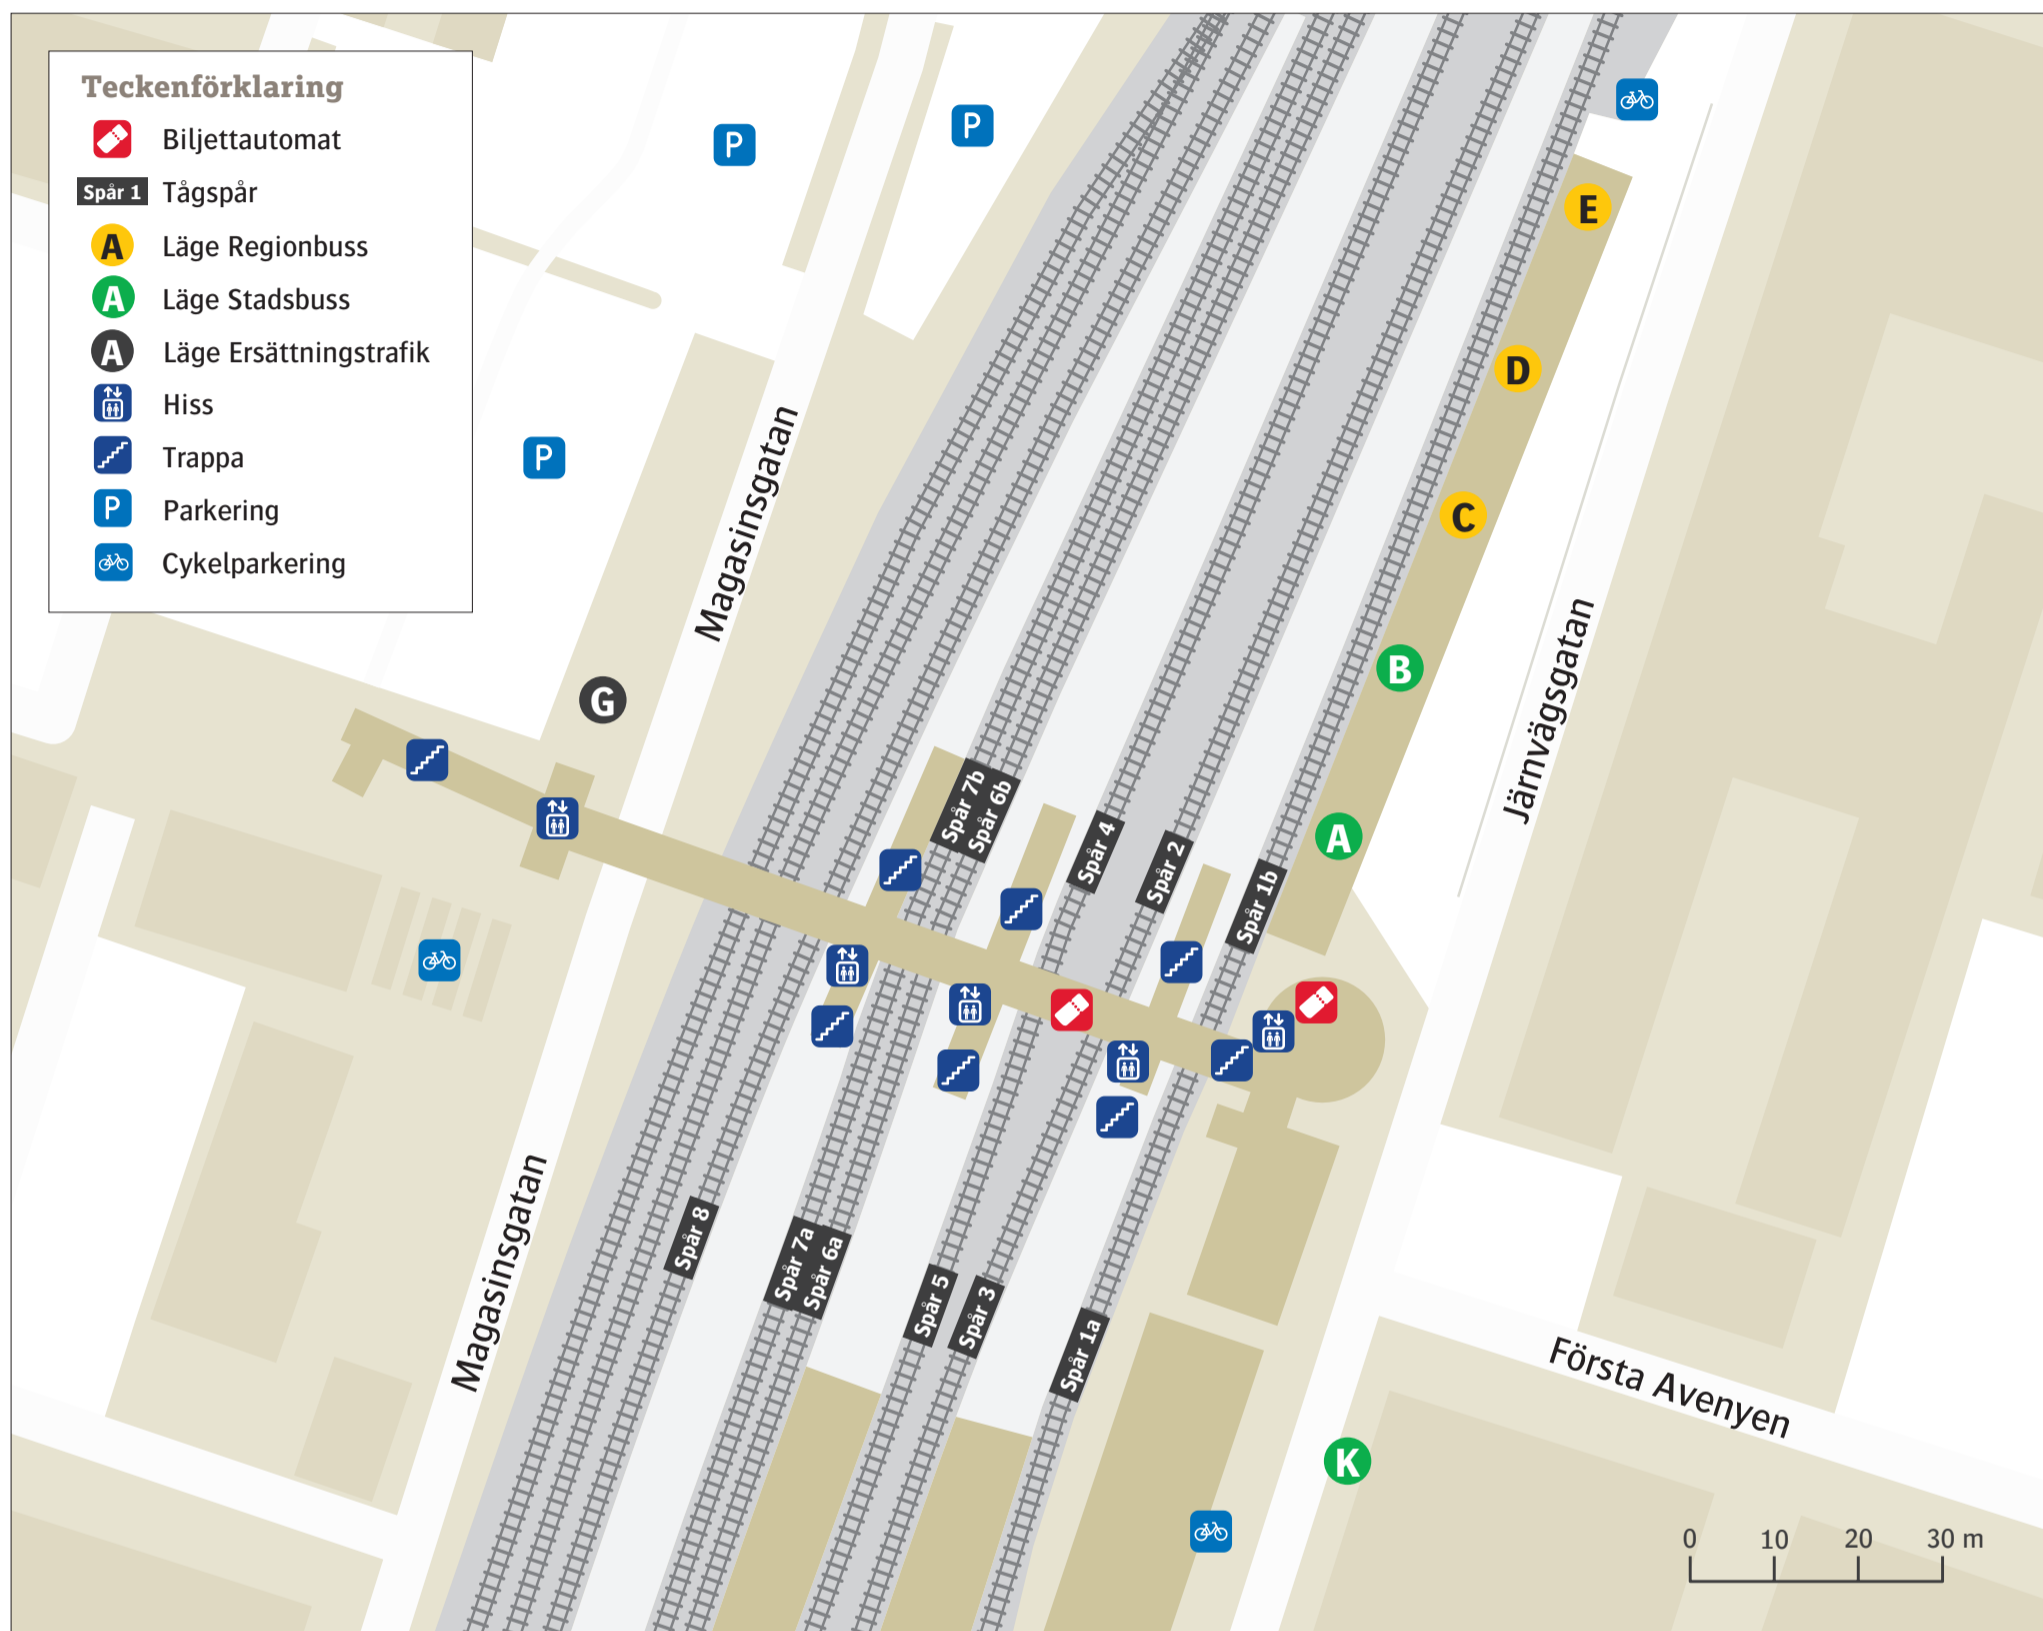 Teckenförklaring
Biljettautomat
Spår 1 Tågspår
A Läge Regionbuss
A Läge Stadsbuss
A Läge Ersättningstrafik
Hiss
Trappa
P Parkering
Cykelparkering
P
P
P
E
D
C
B
A
G
K
Magasinsgatan
Magasinsgatan
Järnvägsgatan
Första Avenyen
Spår 7b
Spår 6b
Spår 4
Spår 2
Spår 1b
Spår 8
Spår 7a
Spår 6a
Spår 5
Spår 3
Spår 1a
0 10 20 30 m